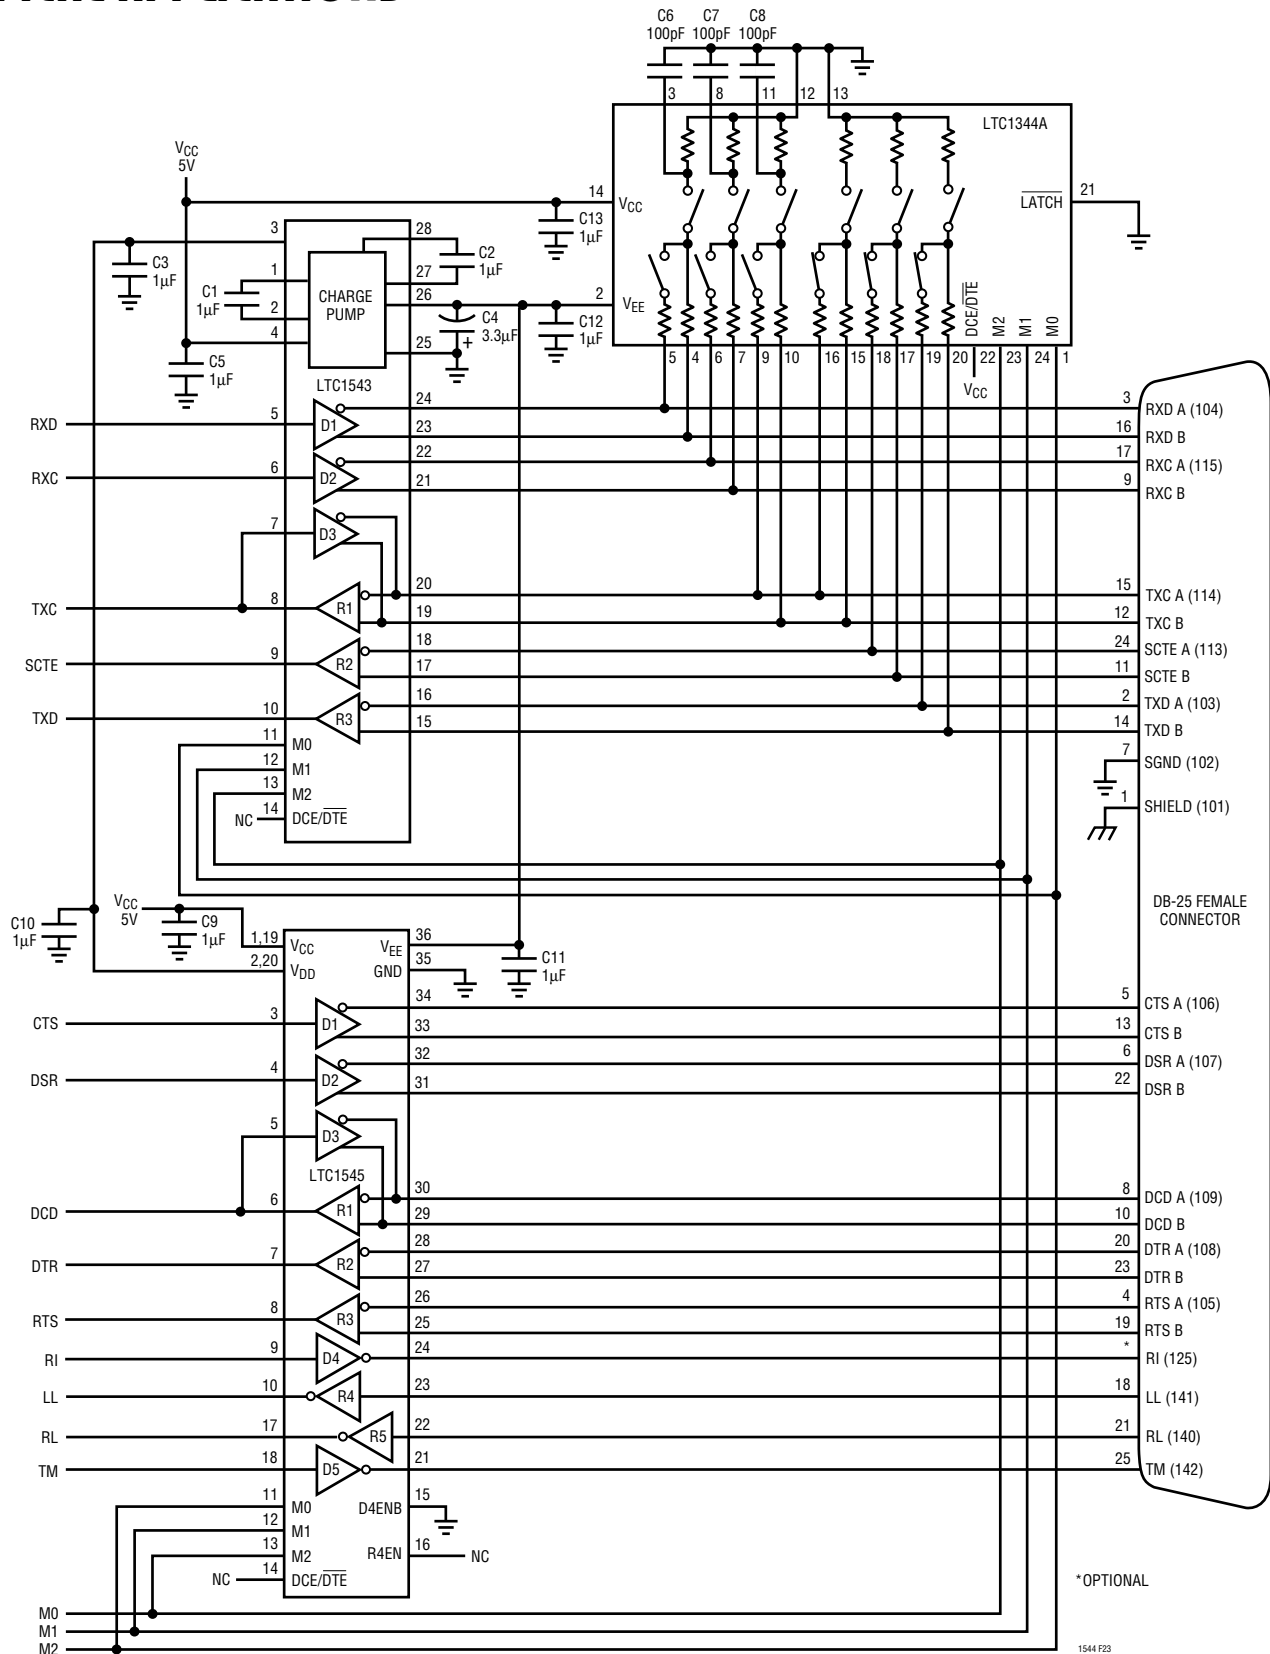 C6 C7 C8
100pF 100pF 100pF
3 8 11 12 13
LTC1344A
VCC
5V
14 VCC
LATCH 21
C13
1µF
3
28
C3
1µF
C2
1µF
1
27
CHARGE
PUMP
C1
1µF
26
2 VEE
2
C4
3.3µF
+
C12
1µF
DCE/DTE
M2
M1
M0
4
25
C5
1µF
5 4 6 7 9 10 16 15 18 17 19 20 22 23 24 1
VCC
LTC1543
RXD 5 D1 24 3 RXD A (104)
23 16 RXD B
RXC 6 D2 22 17 RXC A (115)
21 9 RXC B
7 D3
TXC 8 R1 20 15 TXC A (114)
19 12 TXC B
SCTE 9 R2 18 24 SCTE A (113)
17 11 SCTE B
TXD 10 R3 16 2 TXD A (103)
15 14 TXD B
11 M0
7 SGND (102)
12 M1
13 M2
1 SHIELD (101)
NC 14 DCE/DTE
DB-25 FEMALE
CONNECTOR
C10
1µF
VCC
5V
C9
1µF
1,19 VCC VEE 36
2,20 VDD GND 35
C11
1µF
CTS 3 D1 34 5 CTS A (106)
33 13 CTS B
DSR 4 D2 32 6 DSR A (107)
31 22 DSR B
5 D3
LTC1545
DCD 6 R1 30 8 DCD A (109)
29 10 DCD B
DTR 7 R2 28 20 DTR A (108)
27 23 DTR B
RTS 8 R3 26 4 RTS A (105)
25 19 RTS B
RI 9 D4 24 * RI (125)
LL 10 R4 23 18 LL (141)
RL 17 R5 22 21 RL (140)
TM 18 D5 21 25 TM (142)
11 M0 D4ENB 15
12 M1
13 M2 R4EN 16 NC
NC 14 DCE/DTE
*OPTIONAL
M0
M1
M2
1544 F23